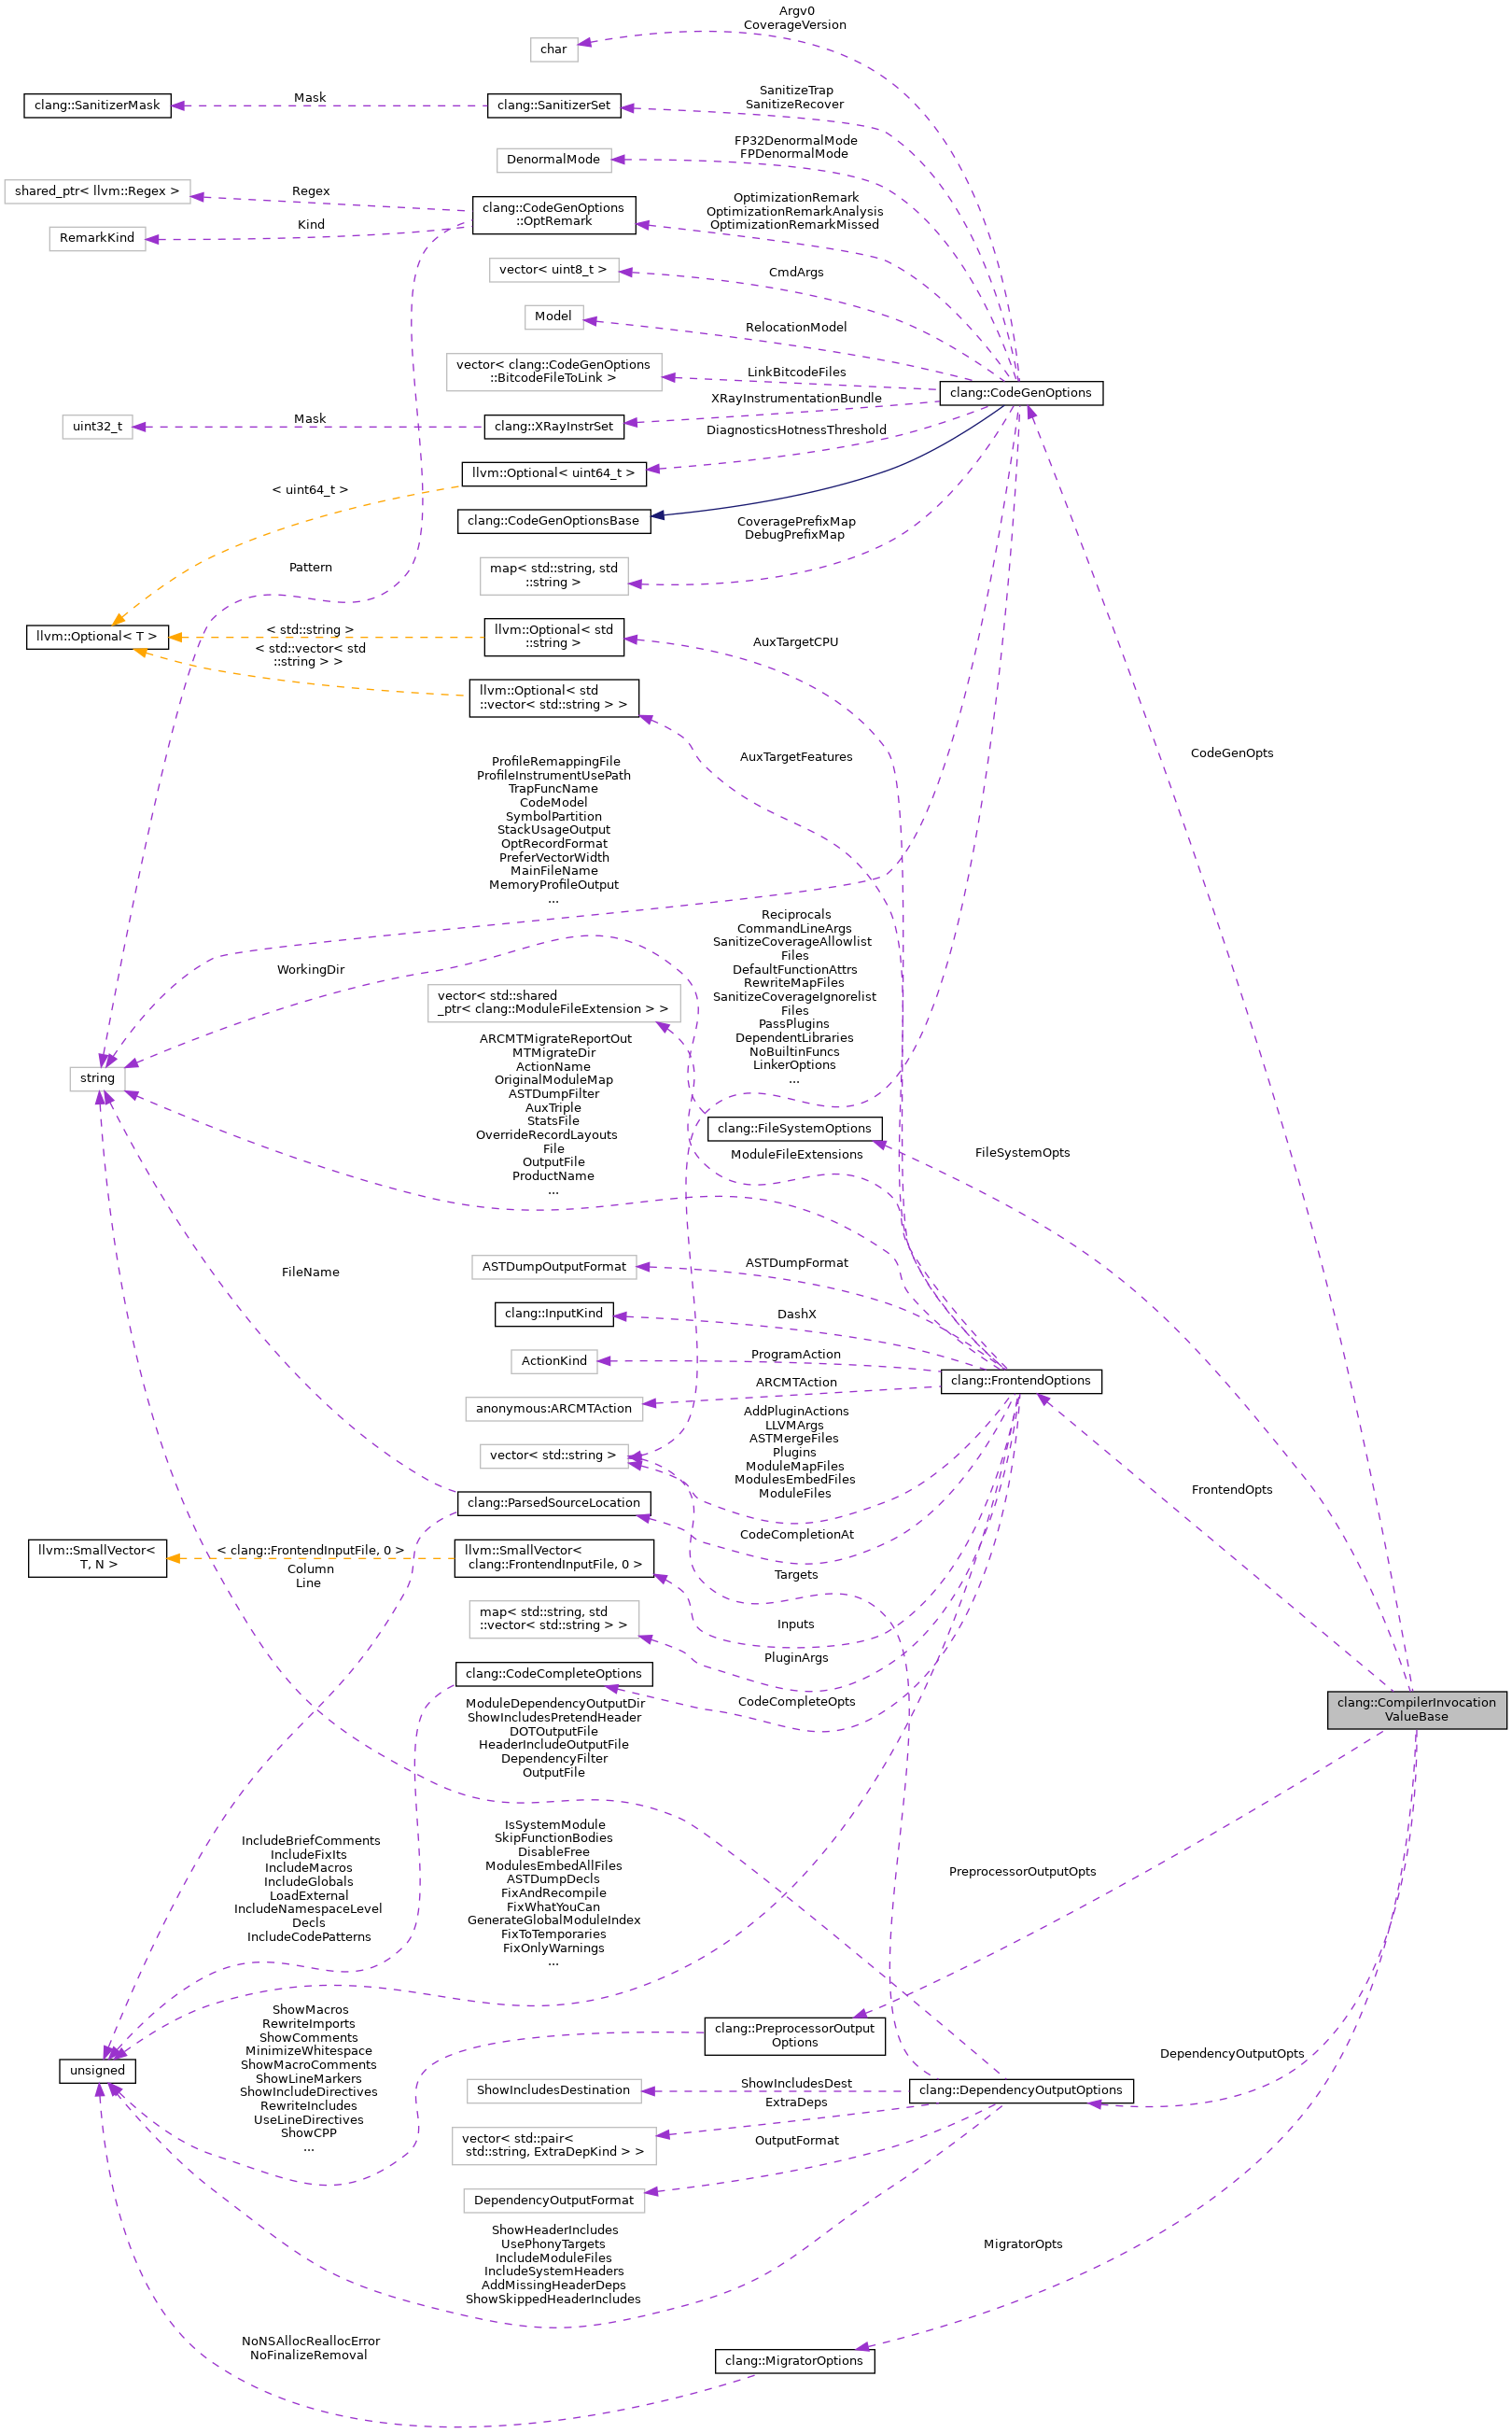 Argv0
CoverageVersion
char
SanitizeTrap
SanitizeRecover
clang::SanitizerMask
Mask
clang::SanitizerSet
FP32DenormalMode
FPDenormalMode
DenormalMode
shared_ptr< llvm::Regex >
Regex
clang::CodeGenOptions
::OptRemark
OptimizationRemark
OptimizationRemarkAnalysis
OptimizationRemarkMissed
RemarkKind
Kind
vector< uint8_t >
CmdArgs
Model
RelocationModel
vector< clang::CodeGenOptions
::BitcodeFileToLink >
LinkBitcodeFiles
clang::CodeGenOptions
XRayInstrumentationBundle
uint32_t
Mask
clang::XRayInstrSet
DiagnosticsHotnessThreshold
llvm::Optional< uint64_t >
< uint64_t >
clang::CodeGenOptionsBase
CoveragePrefixMap
DebugPrefixMap
map< std::string, std
::string >
Pattern
llvm::Optional< T >
< std::string >
llvm::Optional< std
::string >
AuxTargetCPU
< std::vector< std
::string > >
llvm::Optional< std
::vector< std::string > >
AuxTargetFeatures
CodeGenOpts
ProfileRemappingFile
ProfileInstrumentUsePath
TrapFuncName
CodeModel
SymbolPartition
StackUsageOutput
OptRecordFormat
PreferVectorWidth
MainFileName
MemoryProfileOutput
...
Reciprocals
CommandLineArgs
SanitizeCoverageAllowlist
Files
DefaultFunctionAttrs
RewriteMapFiles
SanitizeCoverageIgnorelist
Files
PassPlugins
DependentLibraries
NoBuiltinFuncs
LinkerOptions
...
WorkingDir
vector< std::shared
_ptr< clang::ModuleFileExtension > >
string
ARCMTMigrateReportOut
MTMigrateDir
ActionName
OriginalModuleMap
ASTDumpFilter
AuxTriple
StatsFile
OverrideRecordLayouts
File
OutputFile
ProductName
...
clang::FileSystemOptions
ModuleFileExtensions
FileSystemOpts
FileName
ASTDumpOutputFormat
ASTDumpFormat
clang::InputKind
DashX
ActionKind
ProgramAction
clang::FrontendOptions
anonymous:ARCMTAction
ARCMTAction
AddPluginActions
LLVMArgs
ASTMergeFiles
Plugins
ModuleMapFiles
ModulesEmbedFiles
ModuleFiles
vector< std::string >
FrontendOpts
clang::ParsedSourceLocation
CodeCompletionAt
llvm::SmallVector<
T, N >
< clang::FrontendInputFile, 0 >
llvm::SmallVector<
clang::FrontendInputFile, 0 >
Column
Line
Targets
map< std::string, std
::vector< std::string > >
Inputs
PluginArgs
clang::CodeCompleteOptions
CodeCompleteOpts
clang::CompilerInvocation
ValueBase
ModuleDependencyOutputDir
ShowIncludesPretendHeader
DOTOutputFile
HeaderIncludeOutputFile
DependencyFilter
OutputFile
IncludeBriefComments
IncludeFixIts
IncludeMacros
IncludeGlobals
LoadExternal
IncludeNamespaceLevel
Decls
IncludeCodePatterns
IsSystemModule
SkipFunctionBodies
DisableFree
ModulesEmbedAllFiles
ASTDumpDecls
FixAndRecompile
FixWhatYouCan
GenerateGlobalModuleIndex
FixToTemporaries
FixOnlyWarnings
...
PreprocessorOutputOpts
ShowMacros
RewriteImports
ShowComments
MinimizeWhitespace
ShowMacroComments
ShowLineMarkers
ShowIncludeDirectives
RewriteIncludes
UseLineDirectives
ShowCPP
...
clang::PreprocessorOutput
Options
unsigned
DependencyOutputOpts
ShowIncludesDestination
ShowIncludesDest
clang::DependencyOutputOptions
ExtraDeps
vector< std::pair<
std::string, ExtraDepKind > >
OutputFormat
DependencyOutputFormat
ShowHeaderIncludes
UsePhonyTargets
IncludeModuleFiles
IncludeSystemHeaders
AddMissingHeaderDeps
ShowSkippedHeaderIncludes
MigratorOpts
NoNSAllocReallocError
NoFinalizeRemoval
clang::MigratorOptions